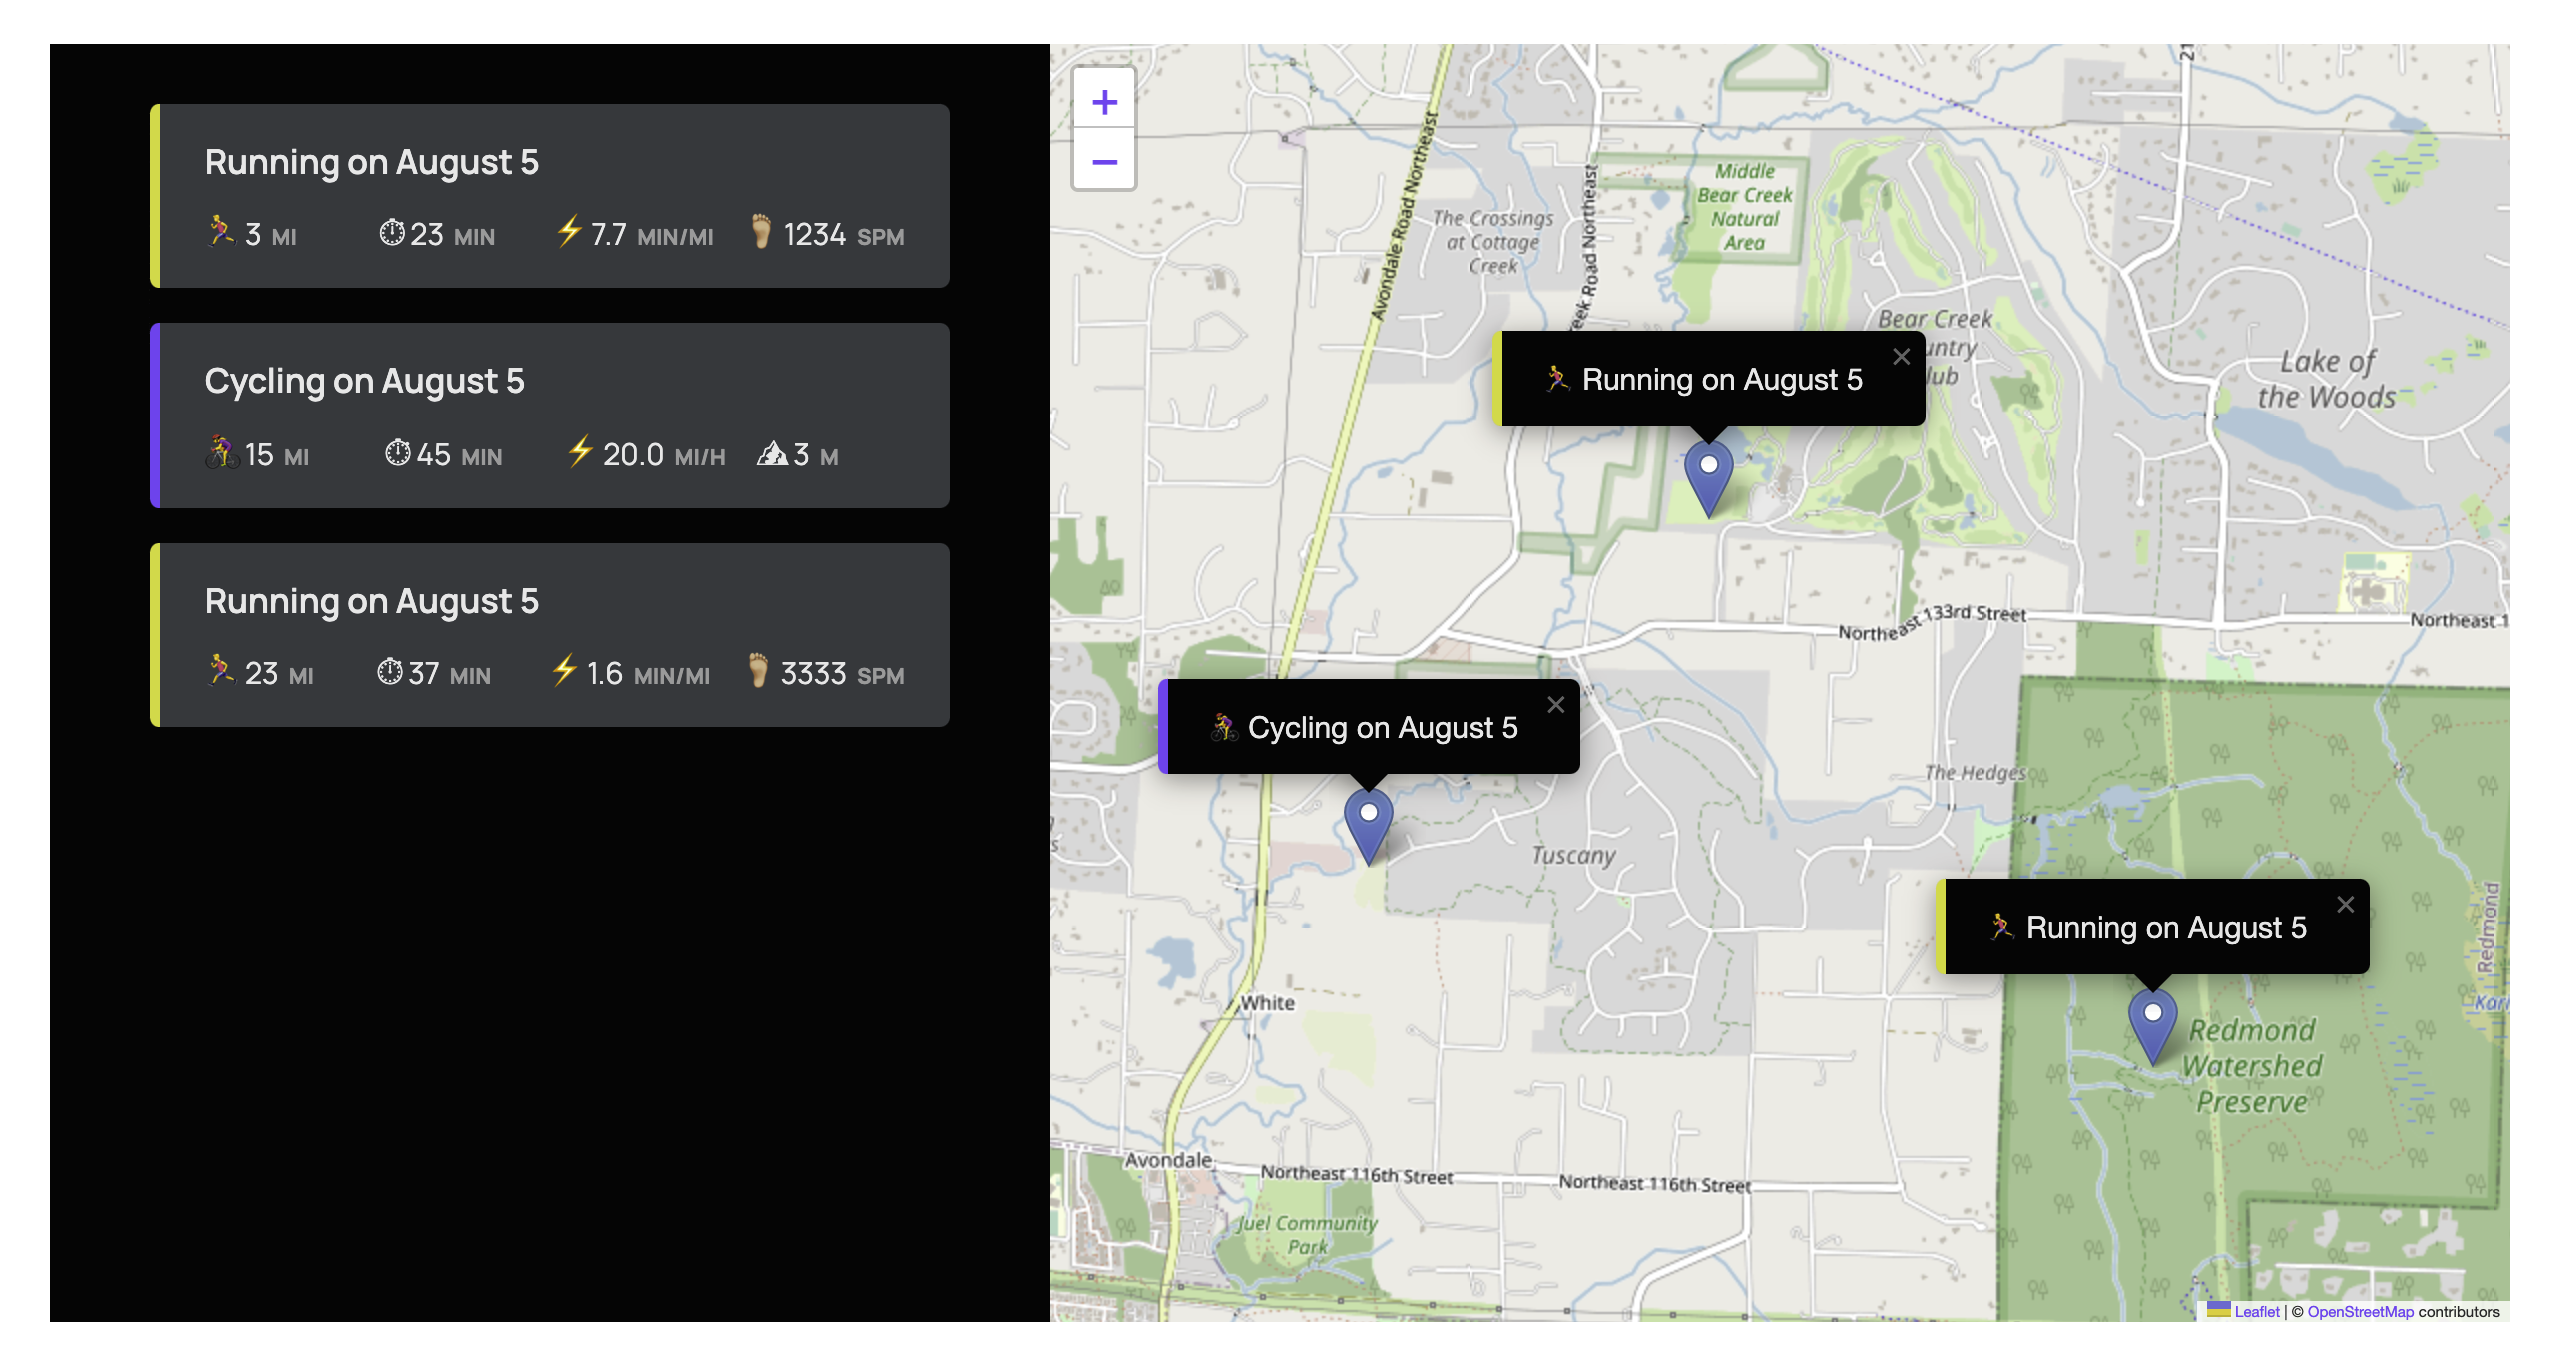 Running on August 5
3 MI 23 MIN 7.7 MIN/MI 1234 SPM
Cycling on August 5
15 MI 45 MIN 20.0 MI/H 3 M
Running on August 5
23 MI 37 MIN 1.6 MIN/MI 3333 SPM
+
−
Avondale Road Northeast
The Crossings
at Cottage
Creek
Road Northeast
Middle
Bear Creek
Natural
Area
Bear Creek
Lake of
the Woods
Running on August 5 ×
Northeast 133rd Street
Northeast 1
Cycling on August 5 ×
The Hedges
Tuscany
Running on August 5 ×
White
Redmond
Redmond
Watershed
Preserve
Avondale
Northeast 116th Street
Northeast 116th Street
Juel Community
Park
Leaflet | © OpenStreetMap contributors